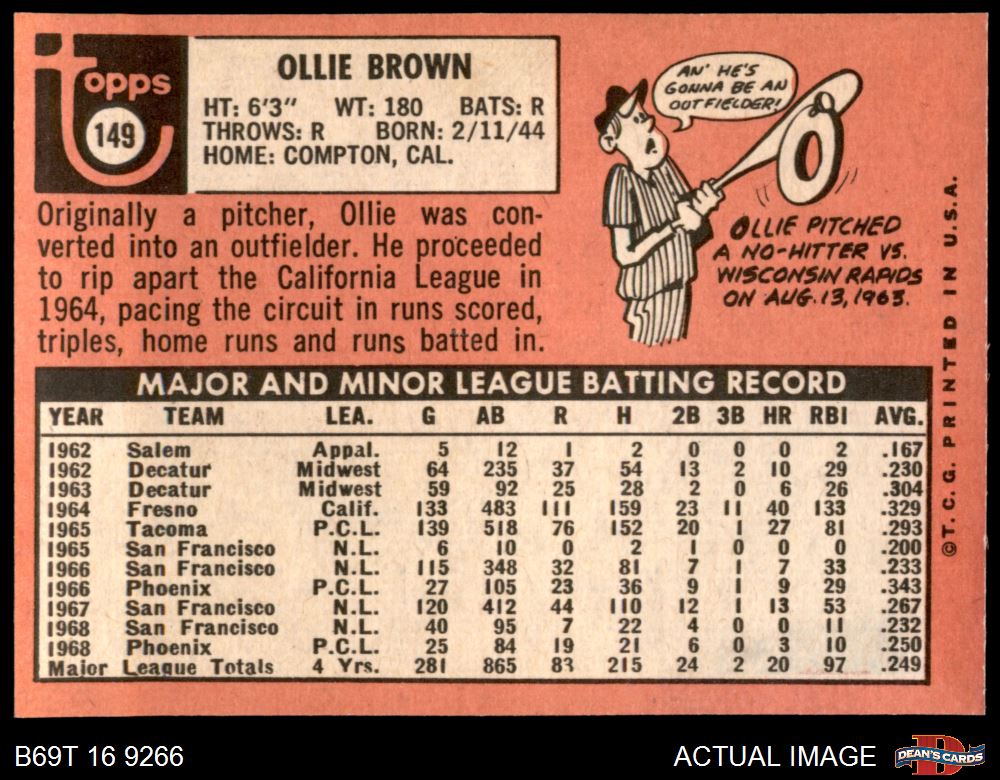 topps
149
OLLIE BROWN
HT: 6'3" WT: 180 BATS: R
THROWS: R BORN: 2/11/44
HOME: COMPTON, CAL.
Originally a pitcher, Ollie was con-
verted into an outfielder. He proceeded
to rip apart the California League in
1964, pacing the circuit in runs scored,
triples, home runs and runs batted in.
AN' HE'S
GONNA BE AN
OUTFIELDER!
OLLIE PITCHED
A NO-HITTER VS.
WISCONSIN RAPIDS
ON AUG. 13, 1963.
©T. C. G. PRINTED IN U.S.A.
MAJOR AND MINOR LEAGUE BATTING RECORD
YEAR TEAM LEA. G AB R H 2B 3B HR RBI AVG.
1962 Salem Appal. 5 12 1 2 0 0 0 2 .167
1962 Decatur Midwest 64 235 37 54 13 2 10 29 .230
1963 Decatur Midwest 59 92 25 28 2 0 6 26 .304
1964 Fresno Calif. 133 483 111 159 23 11 40 133 .329
1965 Tacoma P.C.L. 139 518 76 152 20 1 27 81 .293
1965 San Francisco N.L. 6 10 0 2 1 0 0 0 .200
1966 San Francisco N.L. 115 348 32 81 7 1 7 33 .233
1966 Phoenix P.C.L. 27 105 23 36 9 1 9 29 .343
1967 San Francisco N.L. 120 412 44 110 12 1 13 53 .267
1968 San Francisco N.L. 40 95 7 22 4 0 0 11 .232
1968 Phoenix P.C.L. 25 84 19 21 6 0 3 10 .250
Major League Totals 4 Yrs. 281 865 83 215 24 2 20 97 .249
B69T 16 9266
ACTUAL IMAGE
D
DEAN'S CARDS